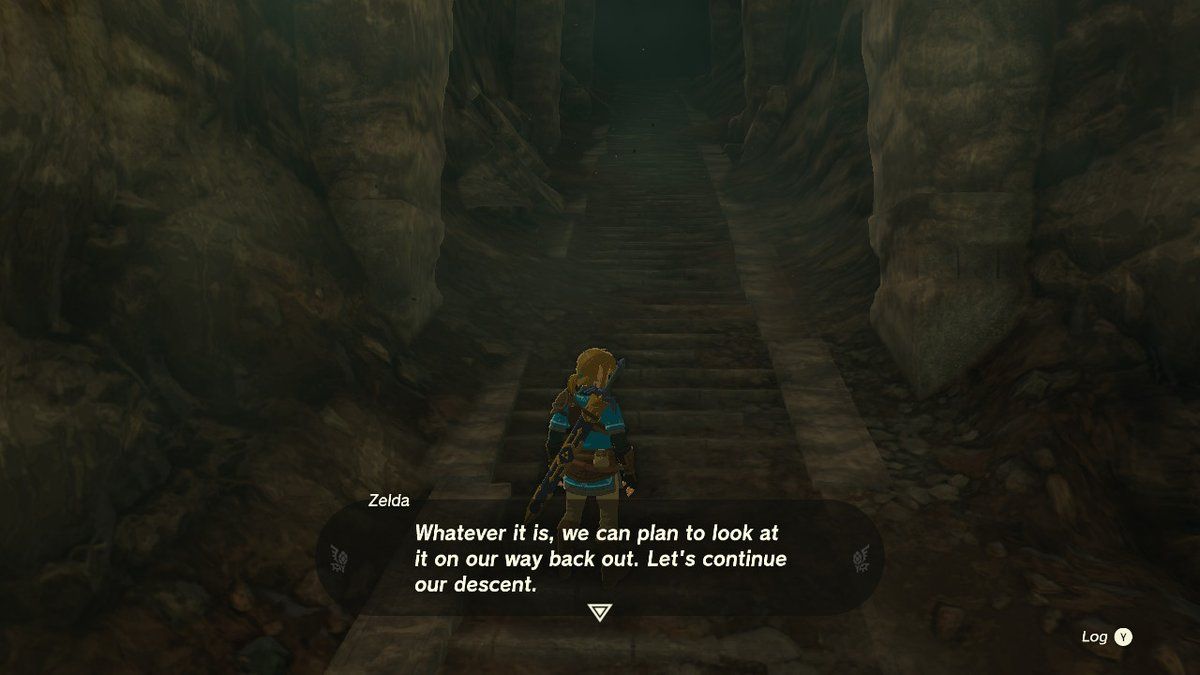 Zelda
Whatever it is, we can plan to look at
it on our way back out. Let's continue
our descent.
Log Y